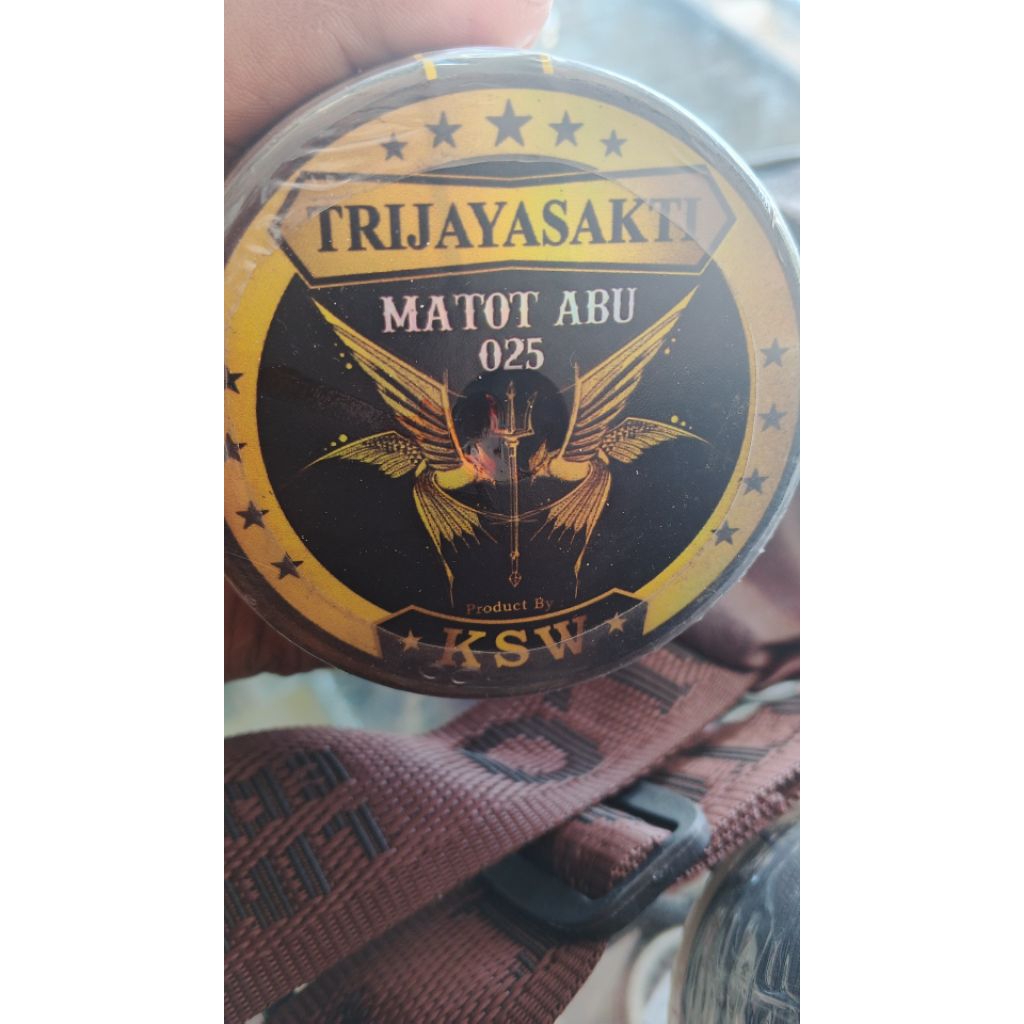 TRIJAYASAKTI
MATOT ABU
025
Product By
KSW